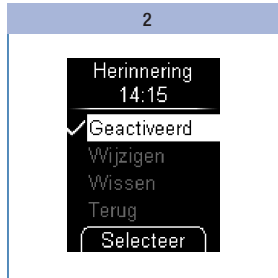 2
Herinnering
14:15
Geactiveerd
Wijzigen
Wissen
Terug
Selecteer